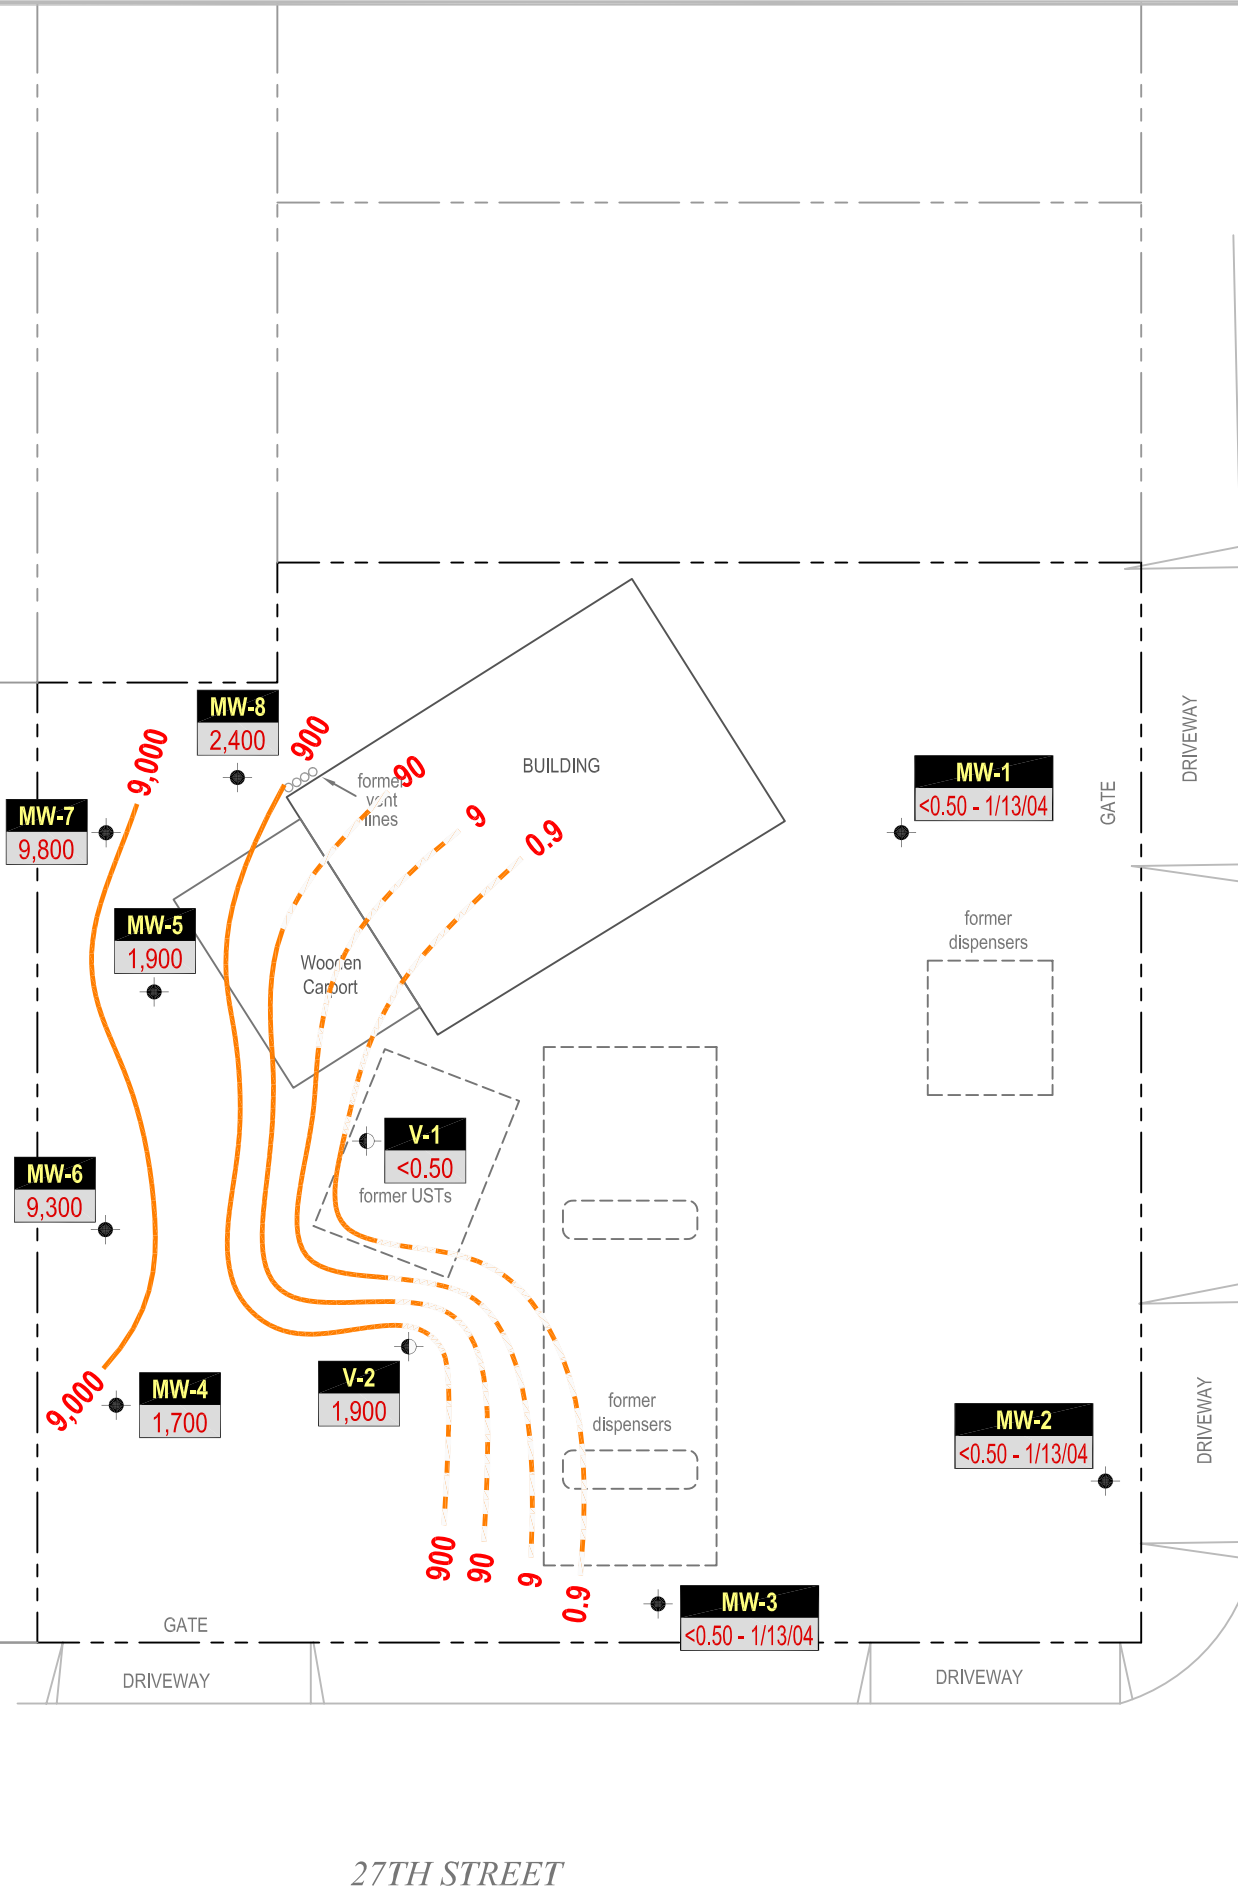 MW-8
2,400
900
9,000
MW-7
9,800
90
former
vent
lines
BUILDING
9
0.9
MW-1
<0.50 - 1/13/04
GATE
DRIVEWAY
MW-5
1,900
Wooden
Carport
former
dispensers
V-1
<0.50
former USTs
MW-6
9,300
9,000
MW-4
1,700
V-2
1,900
former
dispensers
MW-2
<0.50 - 1/13/04
DRIVEWAY
900
90
9
0.9
MW-3
<0.50 - 1/13/04
GATE
DRIVEWAY
DRIVEWAY
27TH STREET